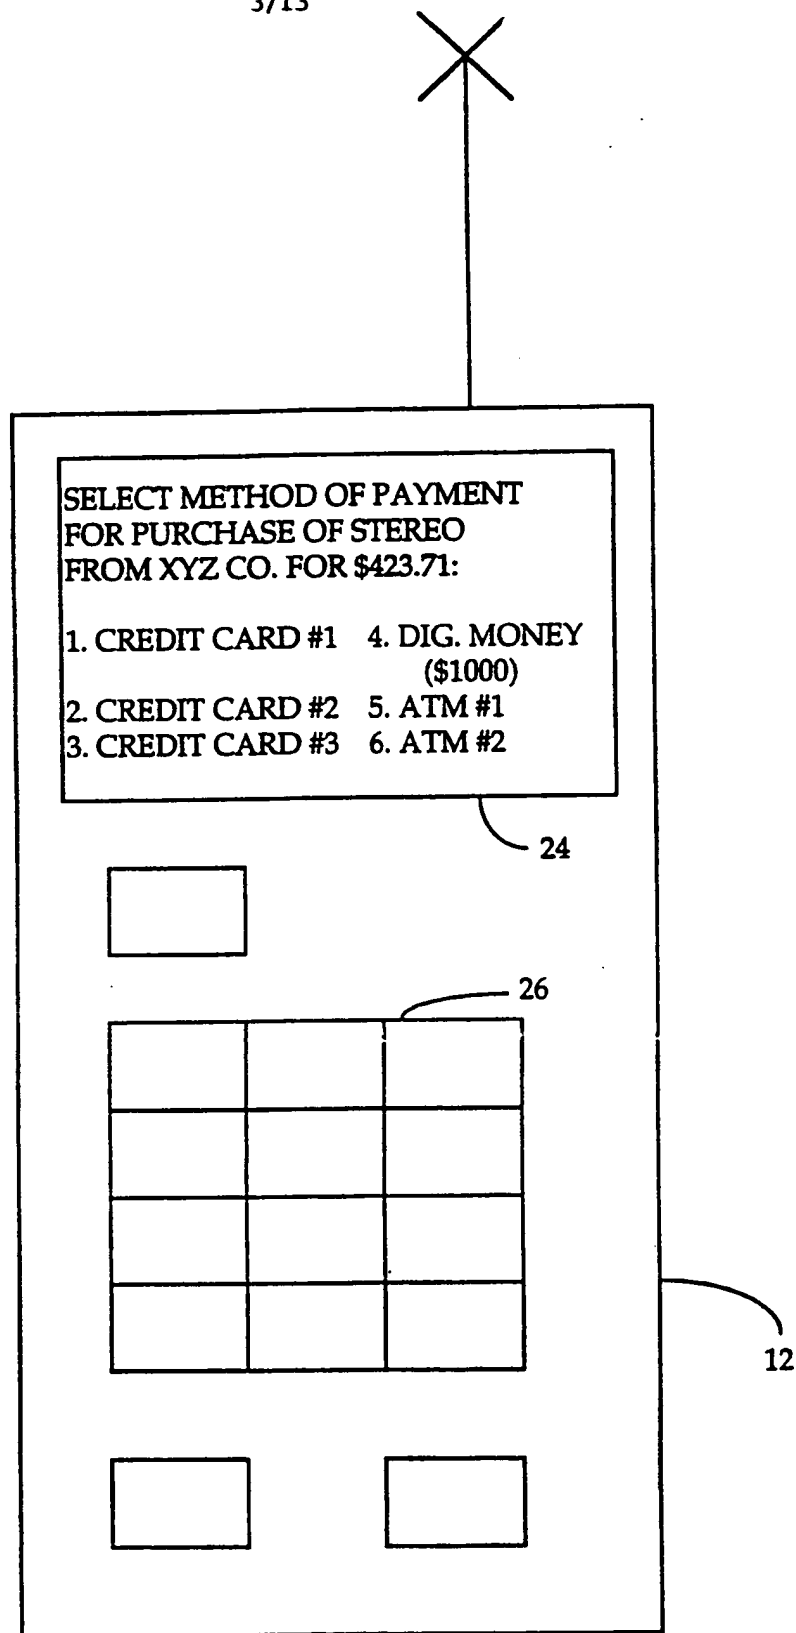 3/13
SELECT METHOD OF PAYMENT
FOR PURCHASE OF STEREO
FROM XYZ CO. FOR $423.71:
1. CREDIT CARD #1 4. DIG. MONEY
($1000)
2. CREDIT CARD #2 5. ATM #1
3. CREDIT CARD #3 6. ATM #2
24
26
12